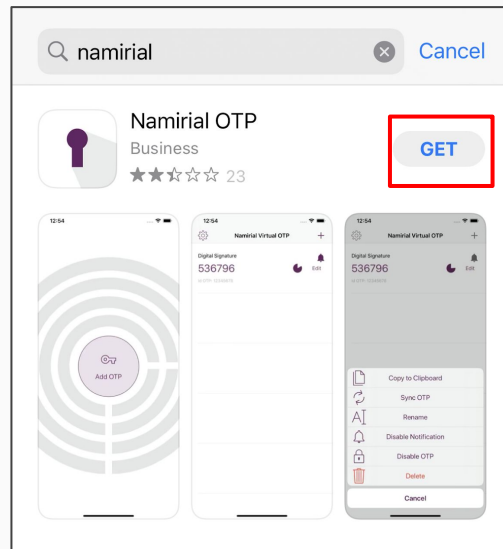 namirial
Cancel
Namirial OTP
Business
23
GET
12:54
Add OTP
12:54
Namirial Virtual OTP
Digital Signature
536796
Edit
12:54
Namirial Virtual OTP
Digital Signature
536796
Edit
Copy to Clipboard
Sync OTP
Rename
Disable Notification
Disable OTP
Delete
Cancel